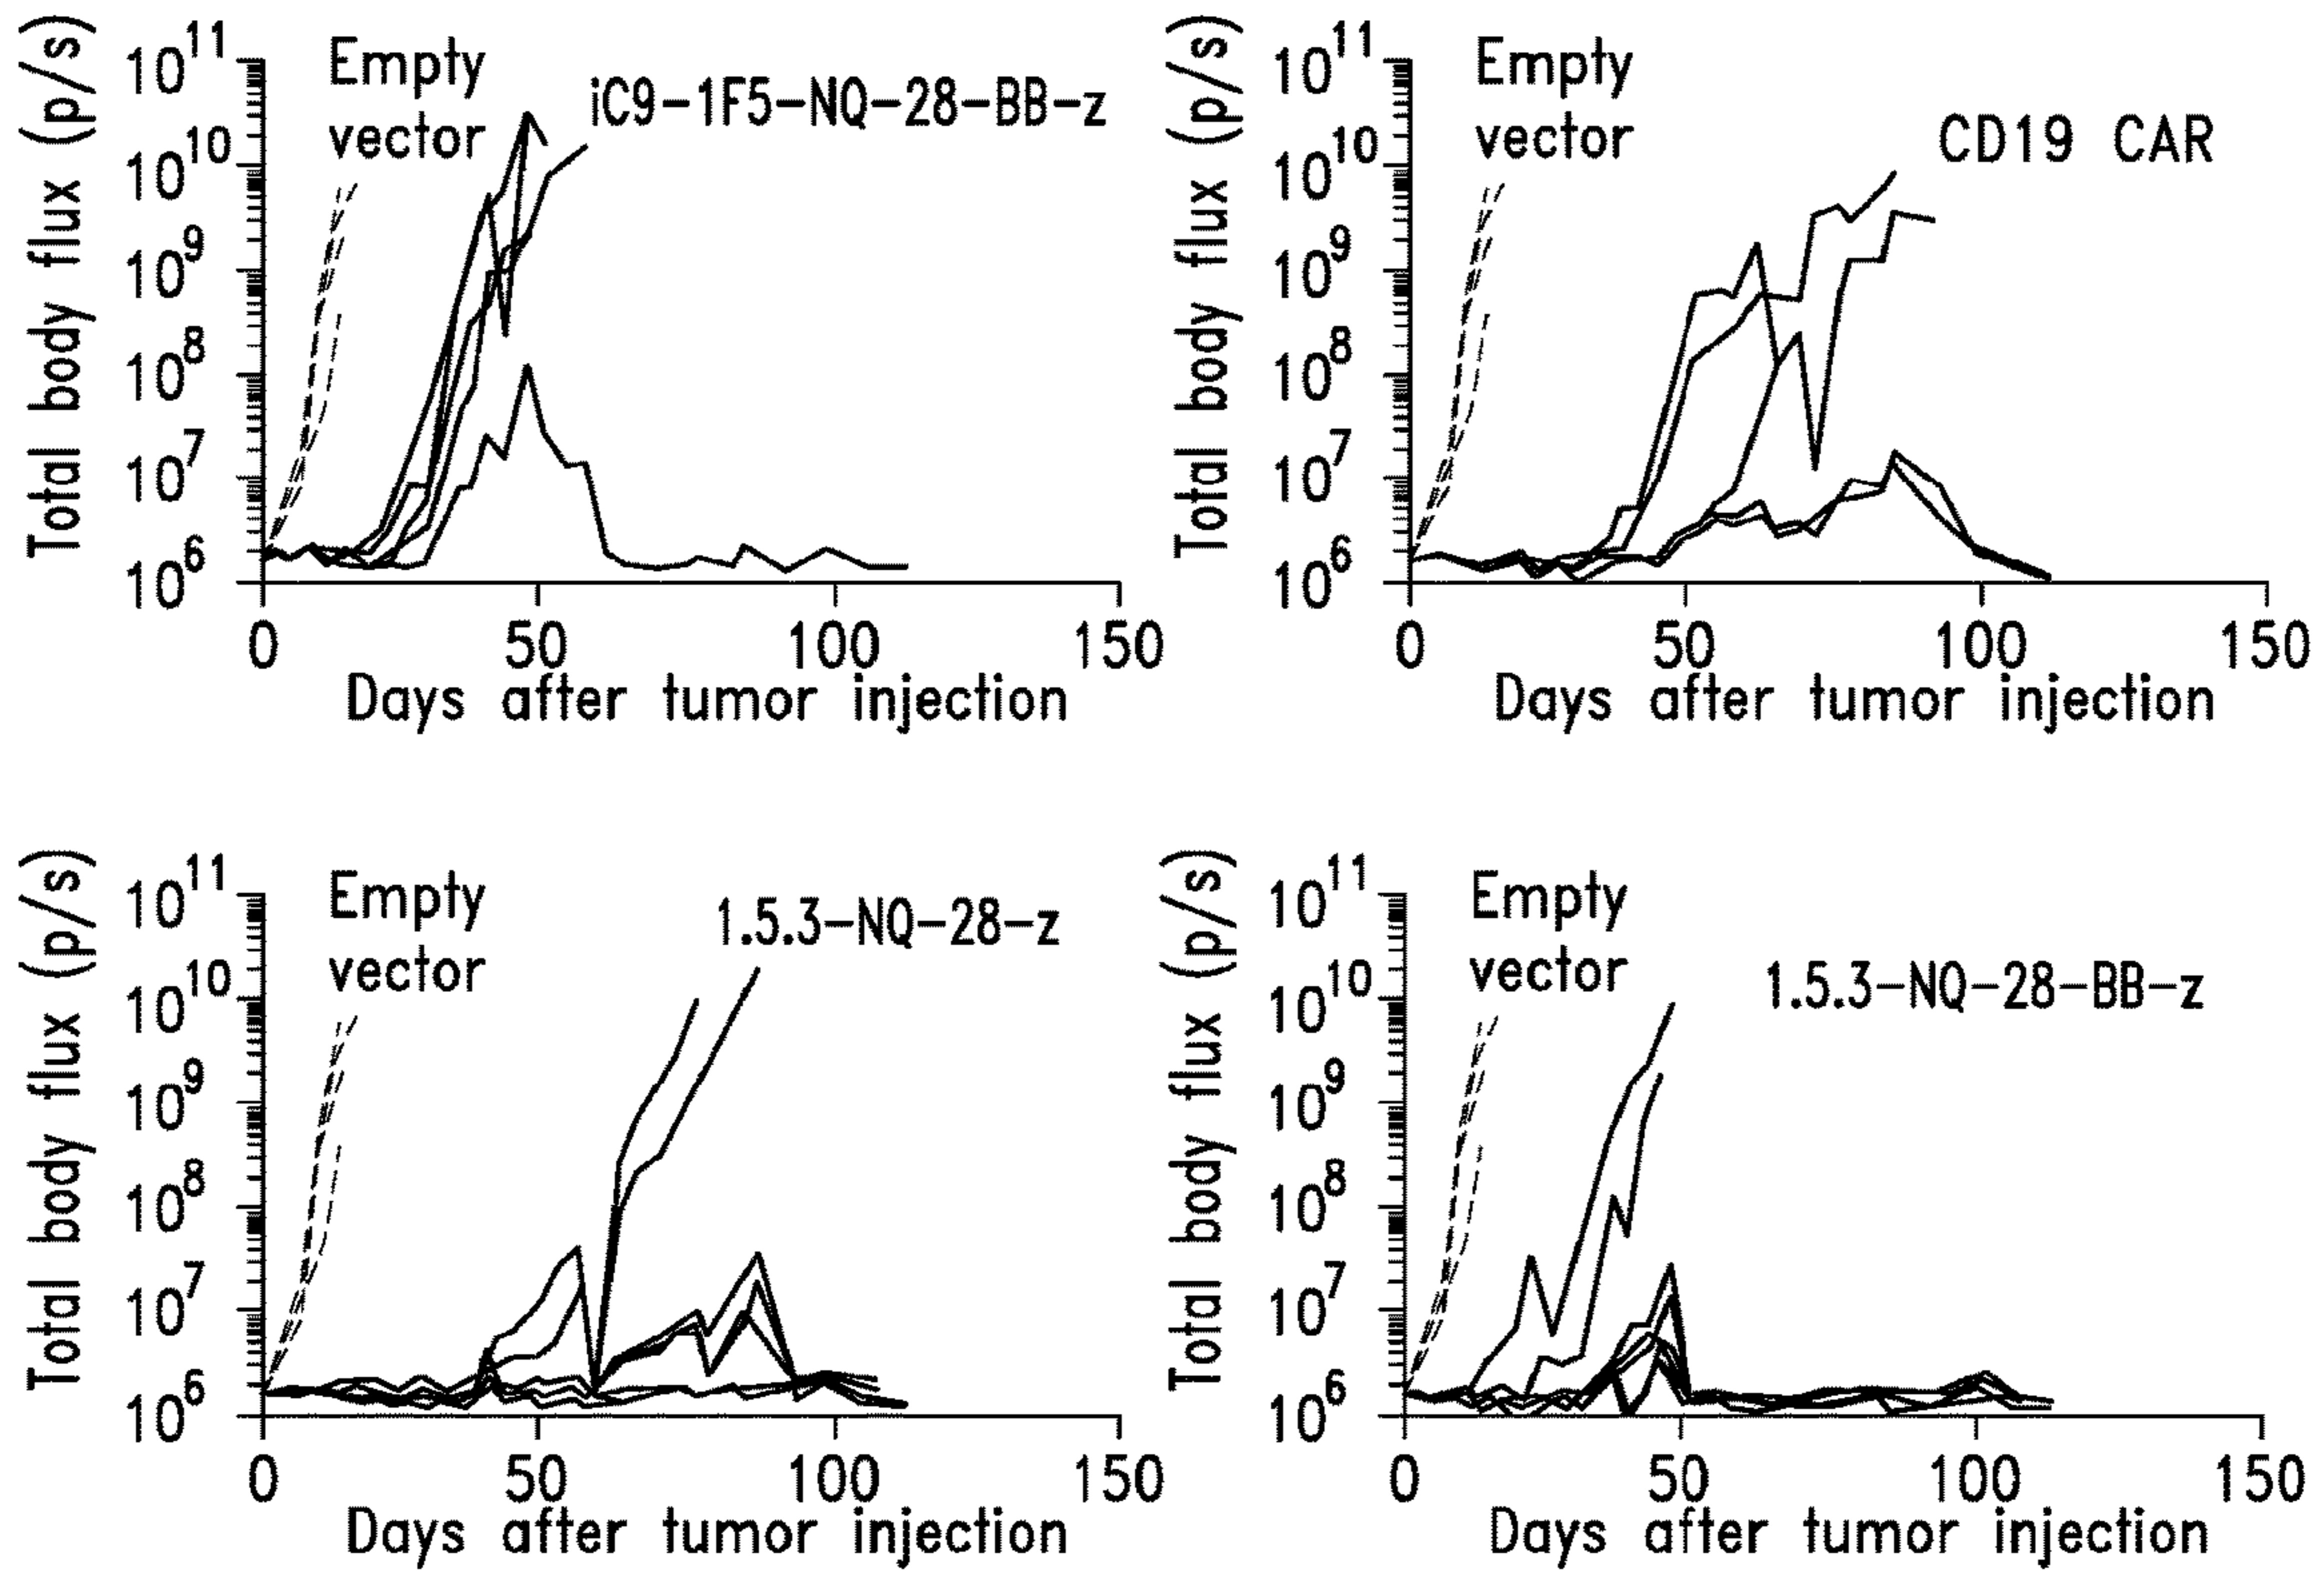 Total body flux (p/s)
10^11
10^10
10^9
10^8
10^7
10^6
Empty
vector
iC9-1F5-NQ-28-BB-z
0 50 100 150
Days after tumor injection
Total body flux (p/s)
10^11
10^10
10^9
10^8
10^7
10^6
Empty
vector
CD19 CAR
0 50 100 150
Days after tumor injection
Total body flux (p/s)
10^11
10^10
10^9
10^8
10^7
10^6
Empty
vector
1.5.3-NQ-28-z
0 50 100 150
Days after tumor injection
Total body flux (p/s)
10^11
10^10
10^9
10^8
10^7
10^6
Empty
vector
1.5.3-NQ-28-BB-z
0 50 100 150
Days after tumor injection